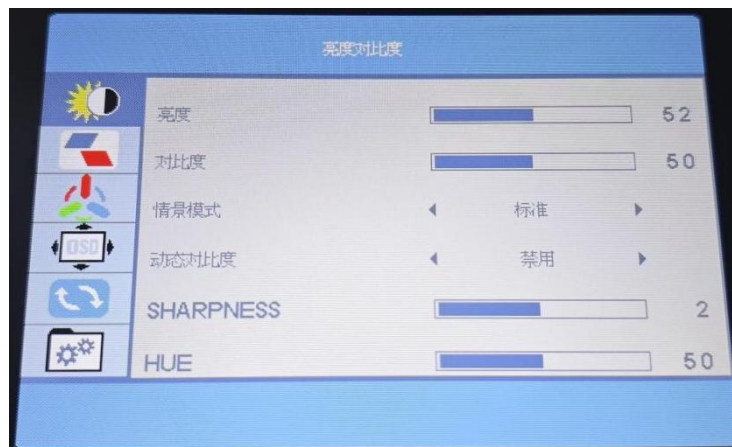 亮度对比度
亮度 52
对比度 50
情景模式 标准
动态对比度 禁用
SHARPNESS 2
HUE 50
OSD